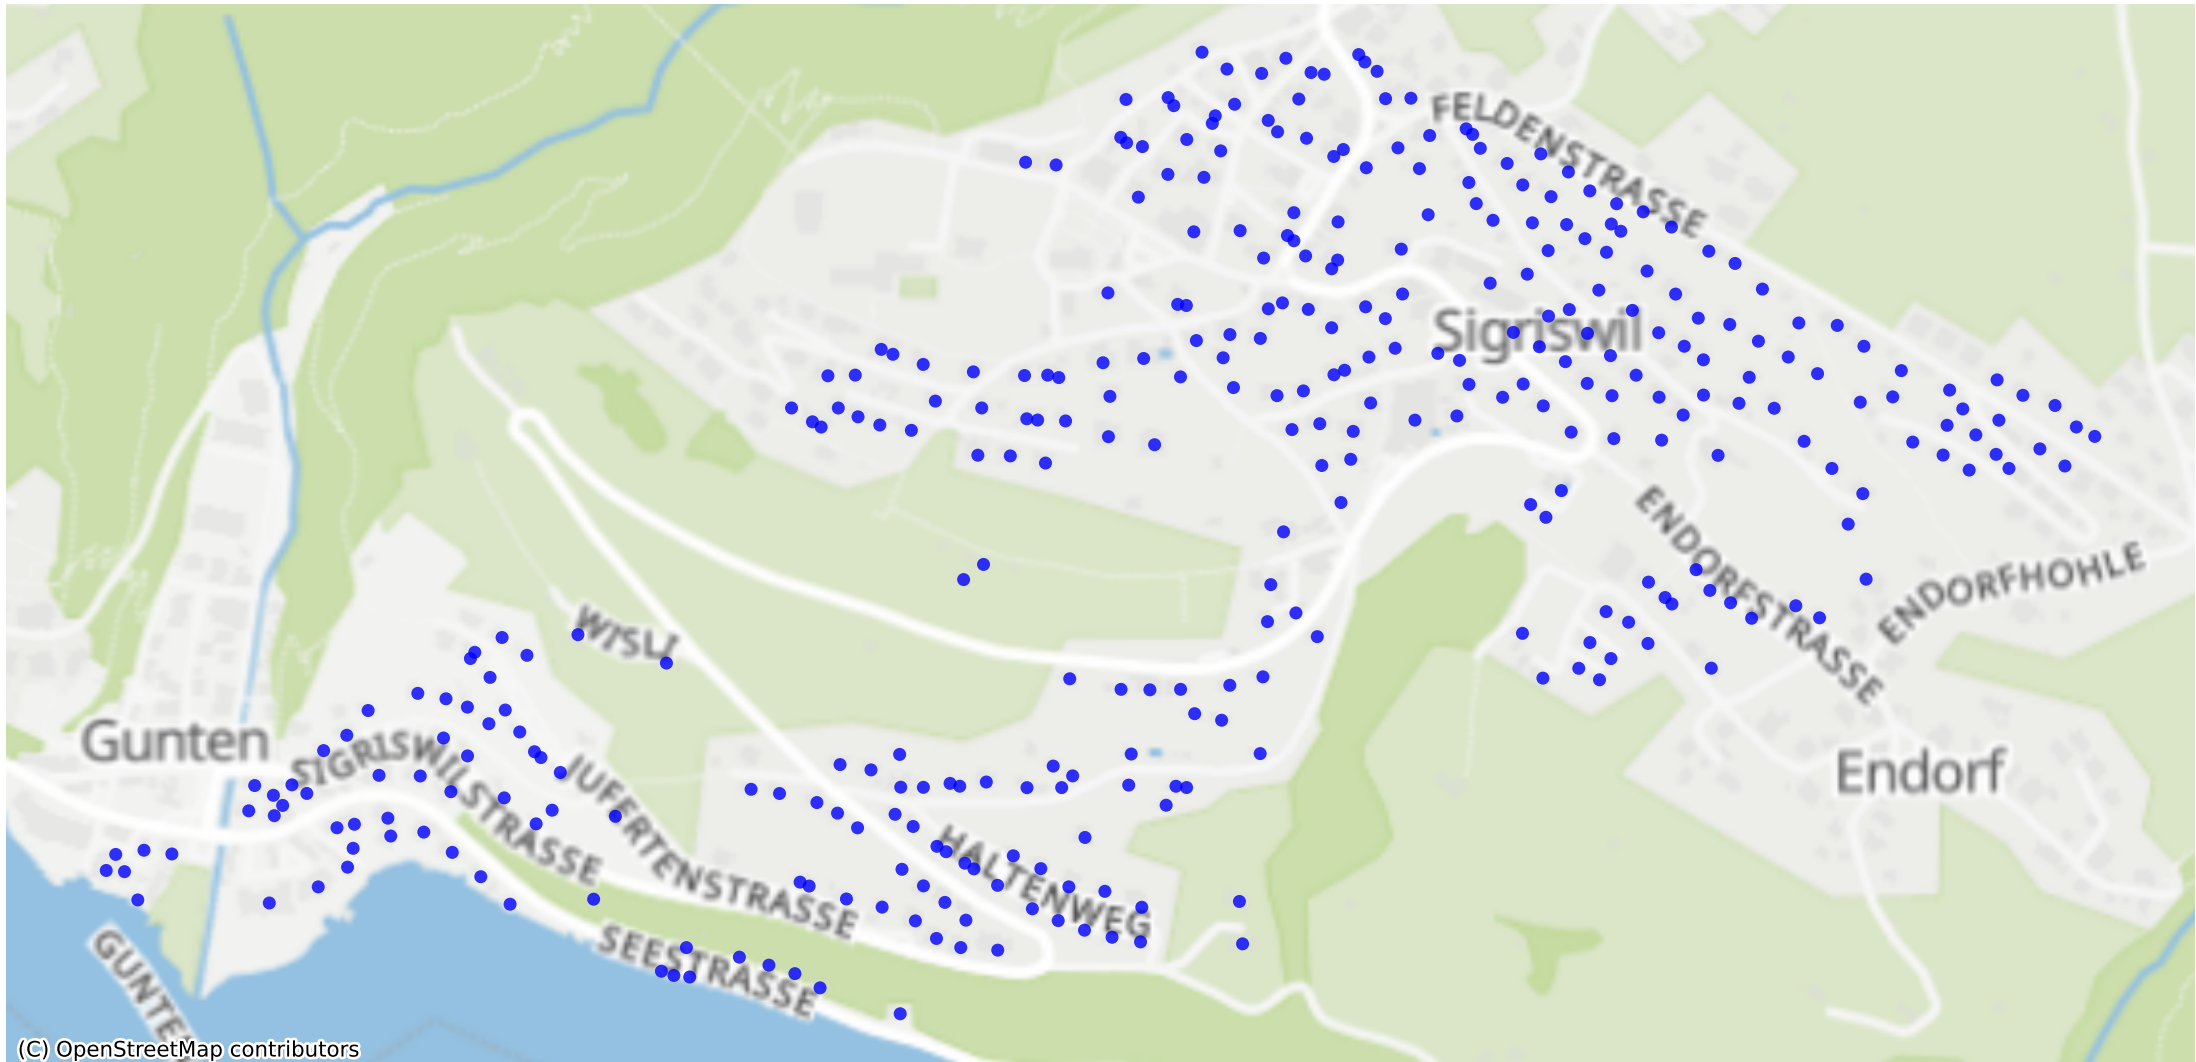 FELDENSTRASSE
Sigriswil
ENDORFSTRASSE
ENDORFHOHLE
WISLI
Gunten
SIGRISWILSTRASSE
JUFERTENSTRASSE
Endorf
HALTENWEG
SEESTRASSE
(C) OpenStreetMap contributors